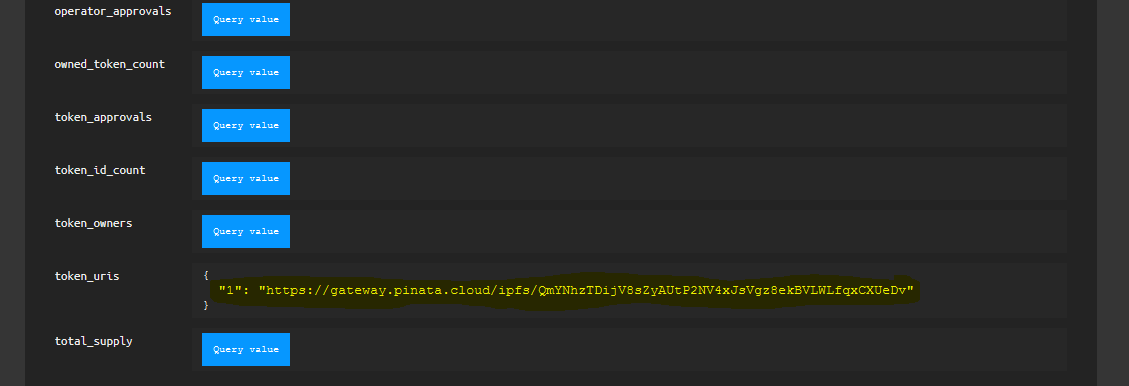 operator_approvals Query value
owned_token_count Query value
token_approvals Query value
token_id_count Query value
token_owners Query value
token_uris {
"1": "https://gateway.pinata.cloud/ipfs/QmYNhzTDijV8sZyAUtP2NV4xJsVgz8ekBVLWLfqxCXUeDv"
}
total_supply Query value